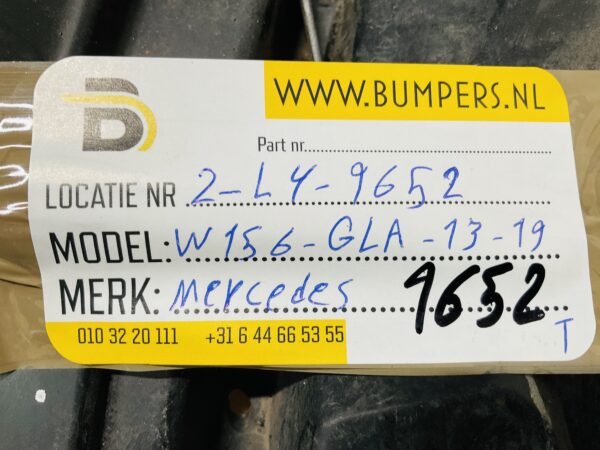 B
WWW.BUMPERS.NL
Part nr.
LOCATIE NR 2-L4-9652
MODEL: W156-GLA-13-19
MERK: Mercedes 9652
T
010 32 20 111 +31 6 44 66 53 55